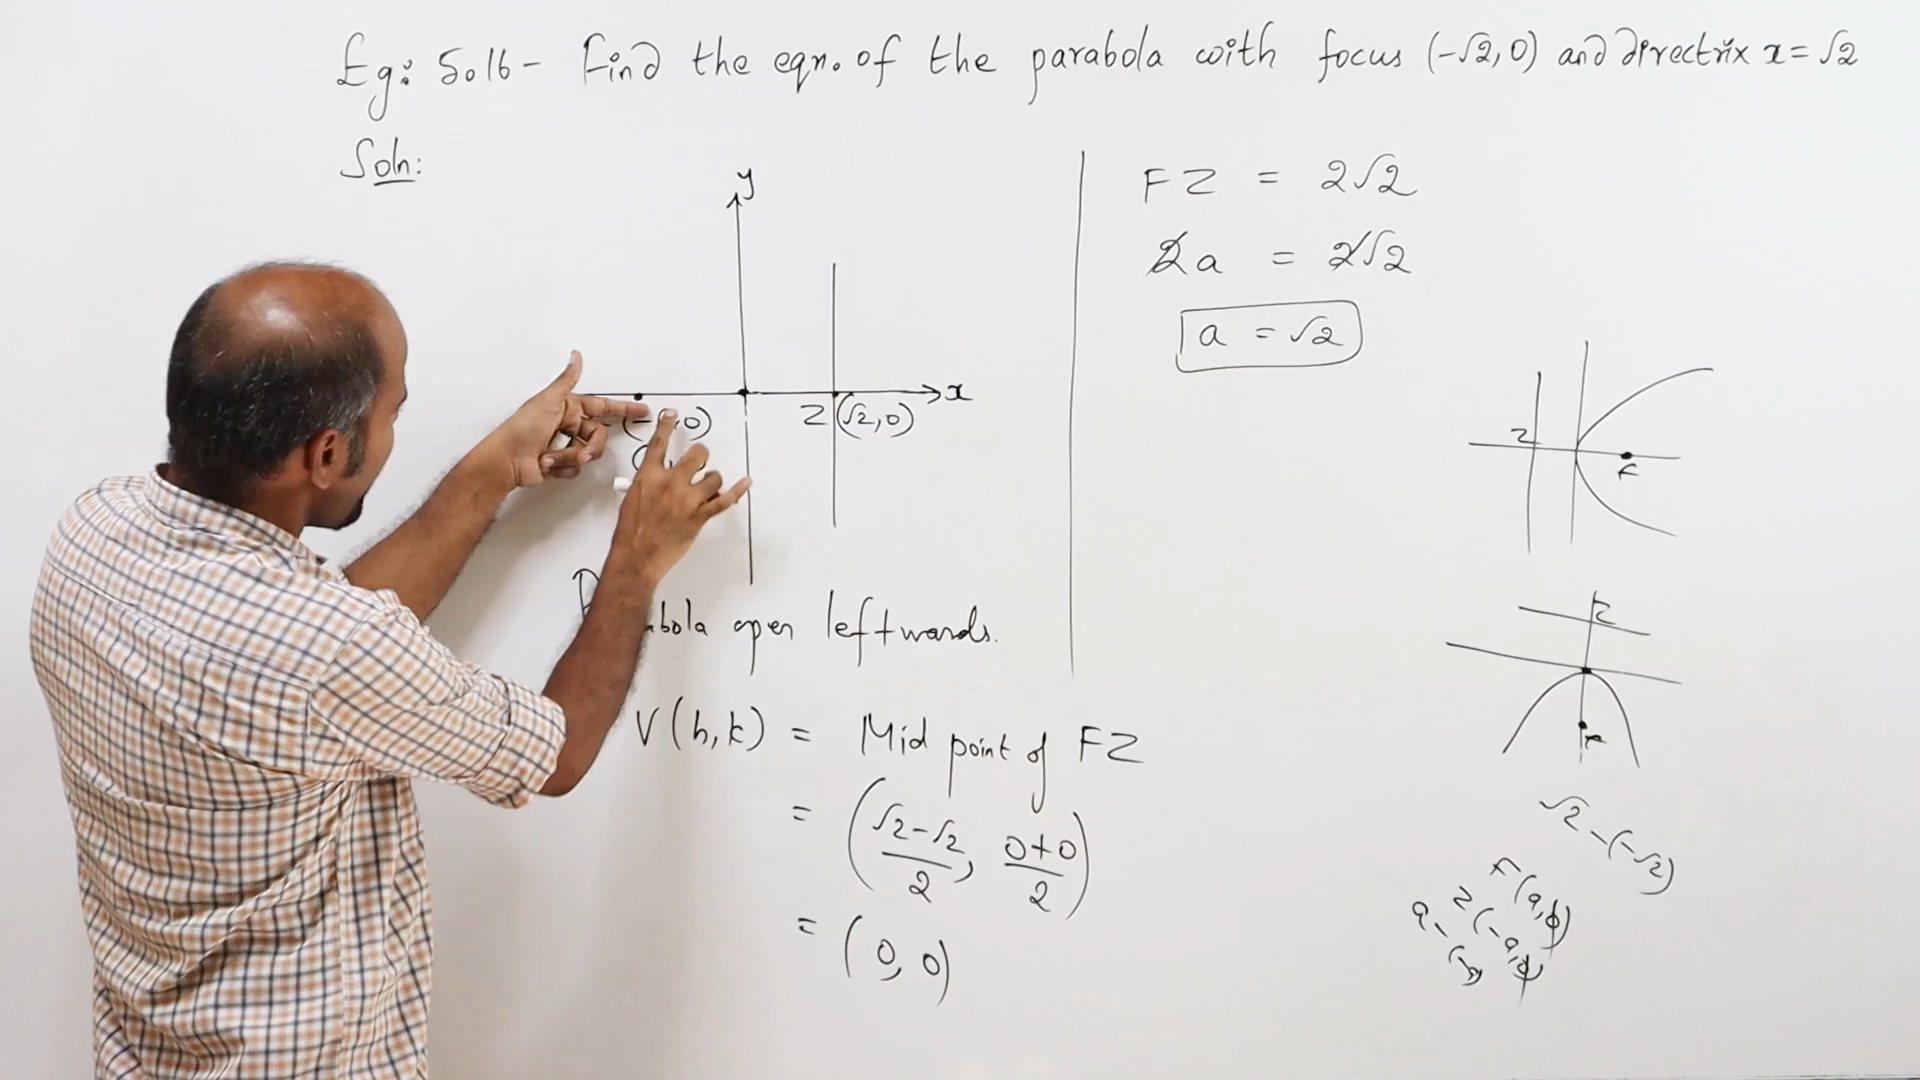 Eg: 5.16 - Find the eqn. of the parabola with focus (-√2, 0) and directrix x = √2
Soln:
y
x
Z (√2, 0)
open leftwards.
V(h, k) = Mid point of FZ
= ((√2-√2)/2, (0+0)/2)
= (0, 0)
FZ = 2√2
2a = 2√2
a = √2
Z
F
Z
F
√2 - (-√2)
F(a, 0)
Z(-a, 0)